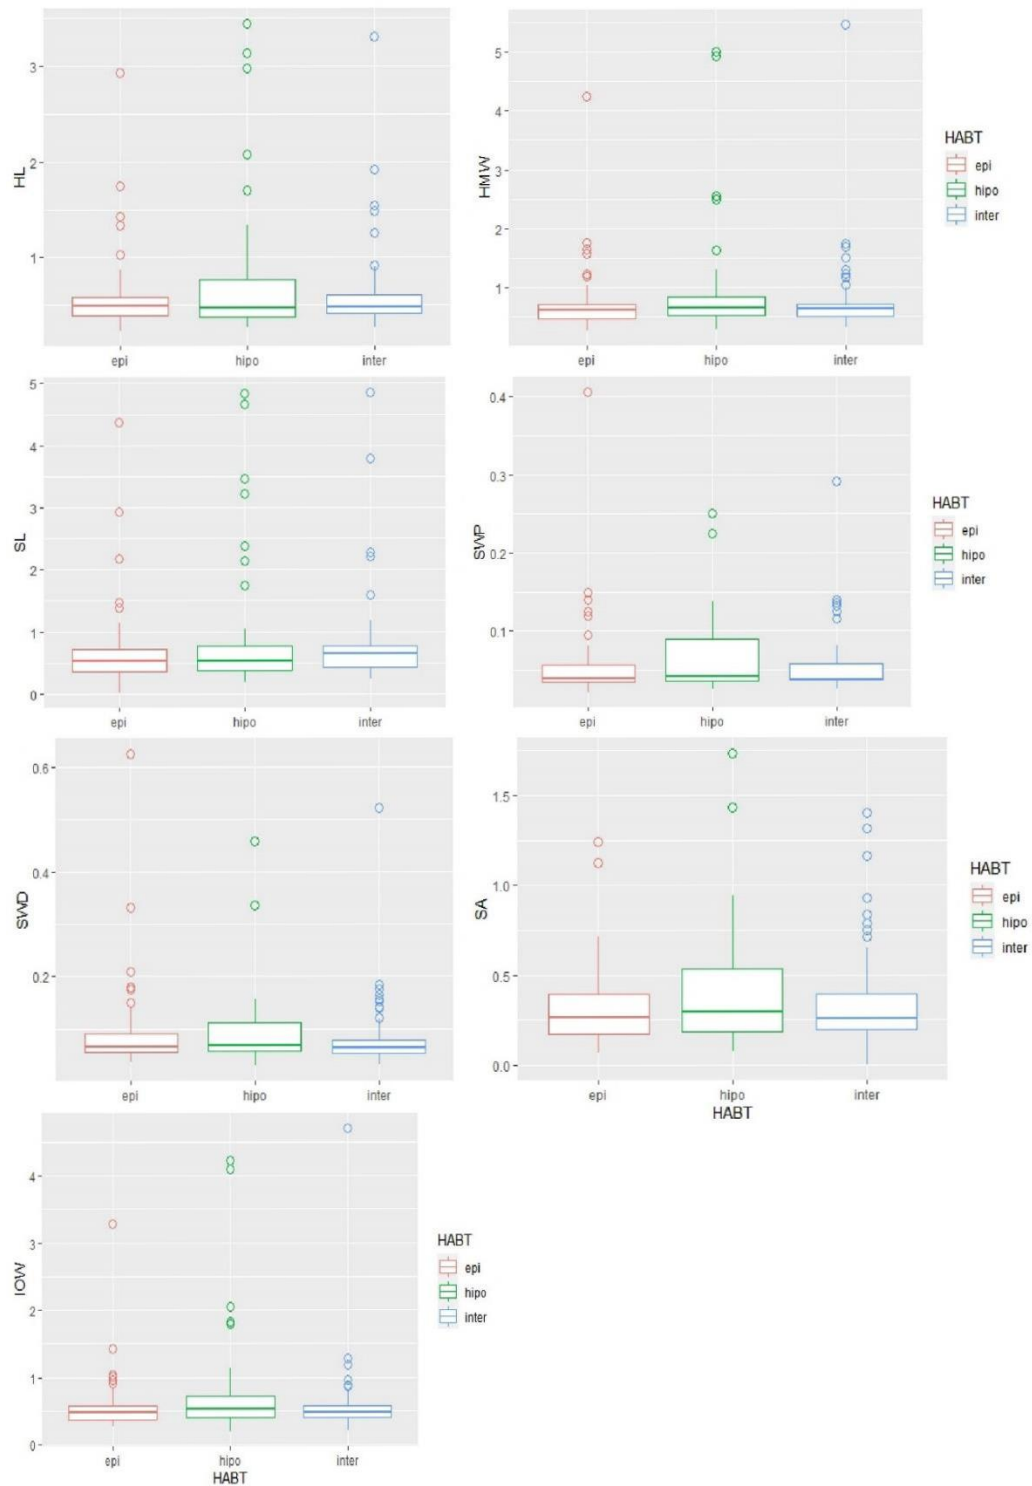 HL
3
2
1
epi hipo inter
HMW
5
4
3
2
1
epi hipo inter
HABT
epi
hipo
inter
SL
5
4
3
2
1
0
epi hipo inter
SWP
0.4
0.3
0.2
0.1
epi hipo inter
HABT
epi
hipo
inter
SWD
0.6
0.4
0.2
epi hipo inter
SA
1.5
1.0
0.5
0.0
epi hipo inter
HABT
HABT
epi
hipo
inter
IOW
4
3
2
1
0
epi hipo inter
HABT
HABT
epi
hipo
inter